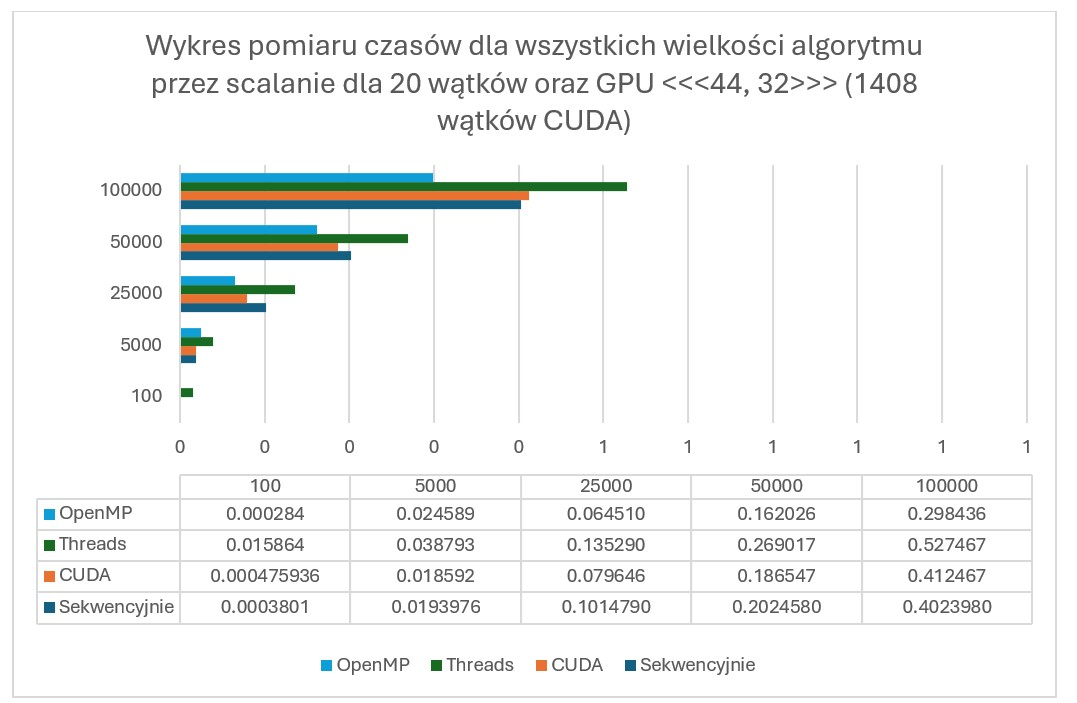 Wykres pomiaru czasów dla wszystkich wielkości algorytmu
przez scalanie dla 20 wątków oraz GPU <<<44, 32>>> (1408
wątków CUDA)
100000
50000
25000
5000
100
0 0 0 0 0 1 1 1 1 1 1
100 5000 25000 50000 100000
OpenMP 0.000284 0.024589 0.064510 0.162026 0.298436
Threads 0.015864 0.038793 0.135290 0.269017 0.527467
CUDA 0.000475936 0.018592 0.079646 0.186547 0.412467
Sekwencyjnie 0.0003801 0.0193976 0.1014790 0.2024580 0.4023980
OpenMP Threads CUDA Sekwencyjnie